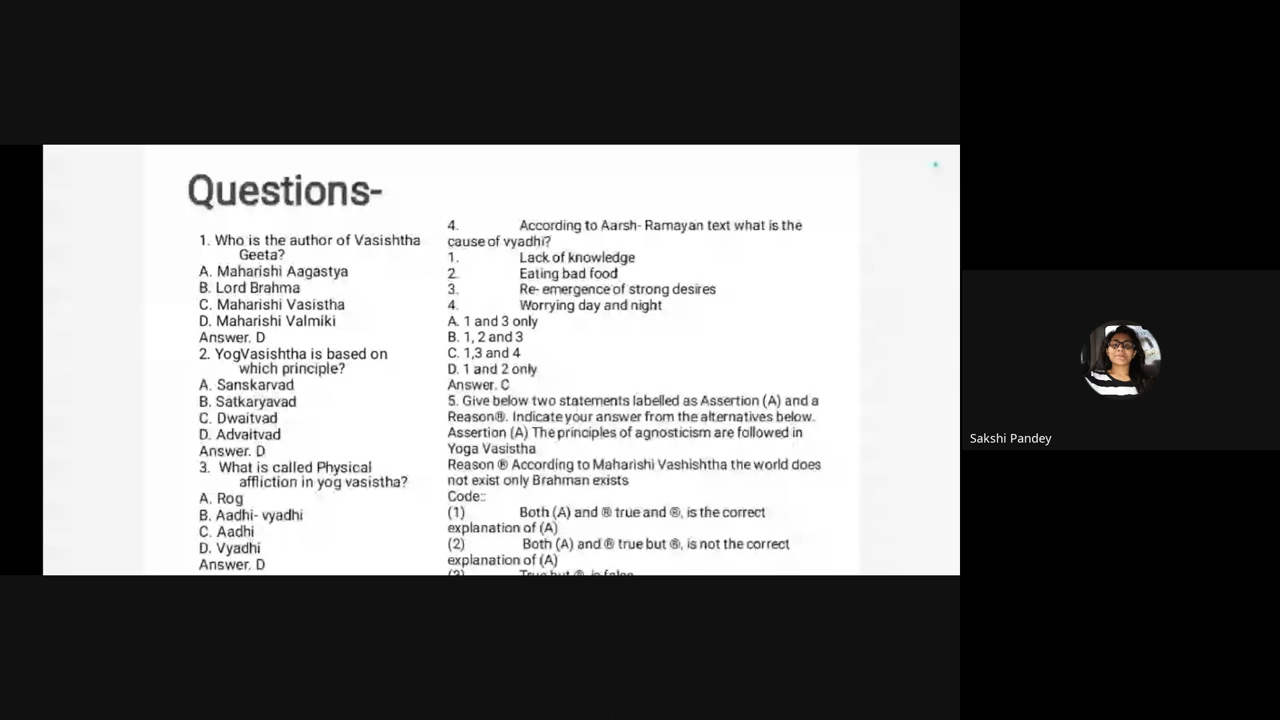 Questions-
1. Who is the author of Vasishtha
Geeta?
A. Maharishi Aagastya
B. Lord Brahma
C. Maharishi Vasistha
D. Maharishi Valmiki
Answer. D
2. YogVasishtha is based on
which principle?
A. Sanskarvad
B. Satkaryavad
C. Dwaitvad
D. Advaitvad
Answer. D
3. What is called Physical
affliction in yog vasistha?
A. Rog
B. Aadhi- vyadhi
C. Aadhi
D. Vyadhi
Answer. D
4. According to Aarsh- Ramayan text what is the
cause of vyadhi?
1. Lack of knowledge
2. Eating bad food
3. Re- emergence of strong desires
4. Worrying day and night
A. 1 and 3 only
B. 1, 2 and 3
C. 1,3 and 4
D. 1 and 2 only
Answer. C
5. Give below two statements labelled as Assertion (A) and a
Reason®. Indicate your answer from the alternatives below.
Assertion (A) The principles of agnosticism are followed in
Yoga Vasistha
Reason ® According to Maharishi Vashishtha the world does
not exist only Brahman exists
Code::
(1) Both (A) and ® true and ®, is the correct
explanation of (A)
(2) Both (A) and ® true but ®, is not the correct
explanation of (A)
(3) True but ®, is false
Sakshi Pandey